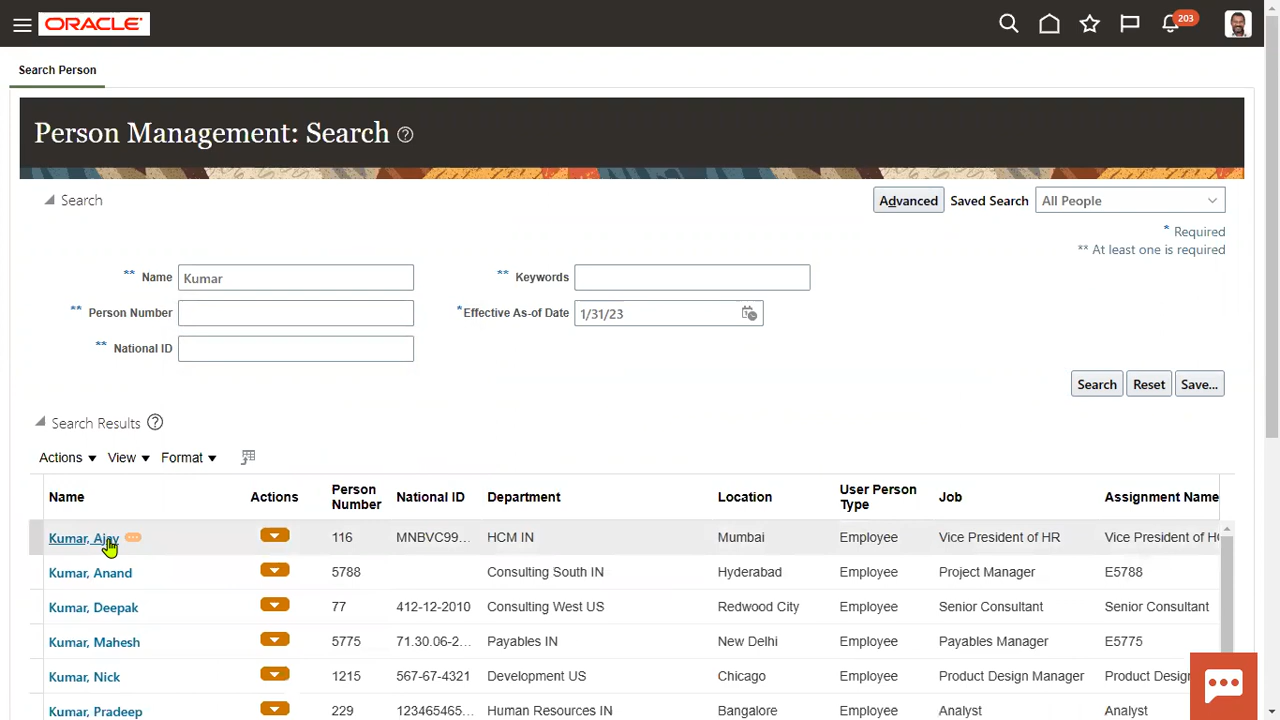 ORACLE
203
Search Person
Person Management: Search
Search
Advanced Saved Search All People
* Required
** At least one is required
** Name Kumar ** Keywords
** Person Number *Effective As-of Date 1/31/23
** National ID
Search Reset Save...
Search Results
Actions View Format
Name Actions Person Number National ID Department Location User Person Type Job Assignment Name
Kumar, Ajay 116 MNBVC99... HCM IN Mumbai Employee Vice President of HR Vice President of
Kumar, Anand 5788 Consulting South IN Hyderabad Employee Project Manager E5788
Kumar, Deepak 77 412-12-2010 Consulting West US Redwood City Employee Senior Consultant Senior Consultant
Kumar, Mahesh 5775 71.30.06-2... Payables IN New Delhi Employee Payables Manager E5775
Kumar, Nick 1215 567-67-4321 Development US Chicago Employee Product Design Manager Product Design
Kumar, Pradeep 229 123465465... Human Resources IN Bangalore Employee Analyst Analyst